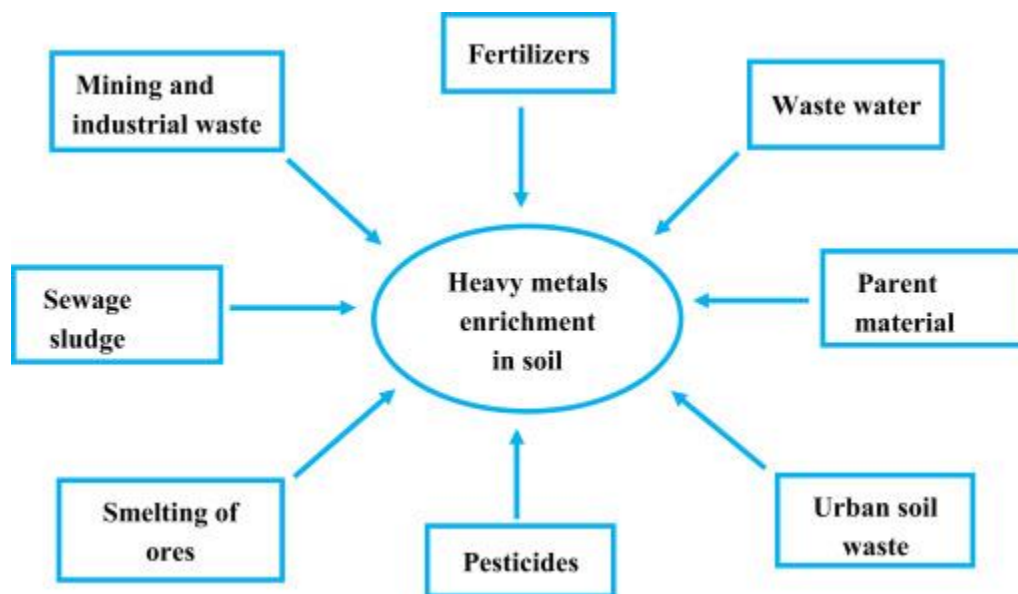 Fertilizers
Mining and
industrial waste
Waste water
Heavy metals
enrichment
in soil
Sewage
sludge
Parent
material
Smelting of
ores
Pesticides
Urban soil
waste